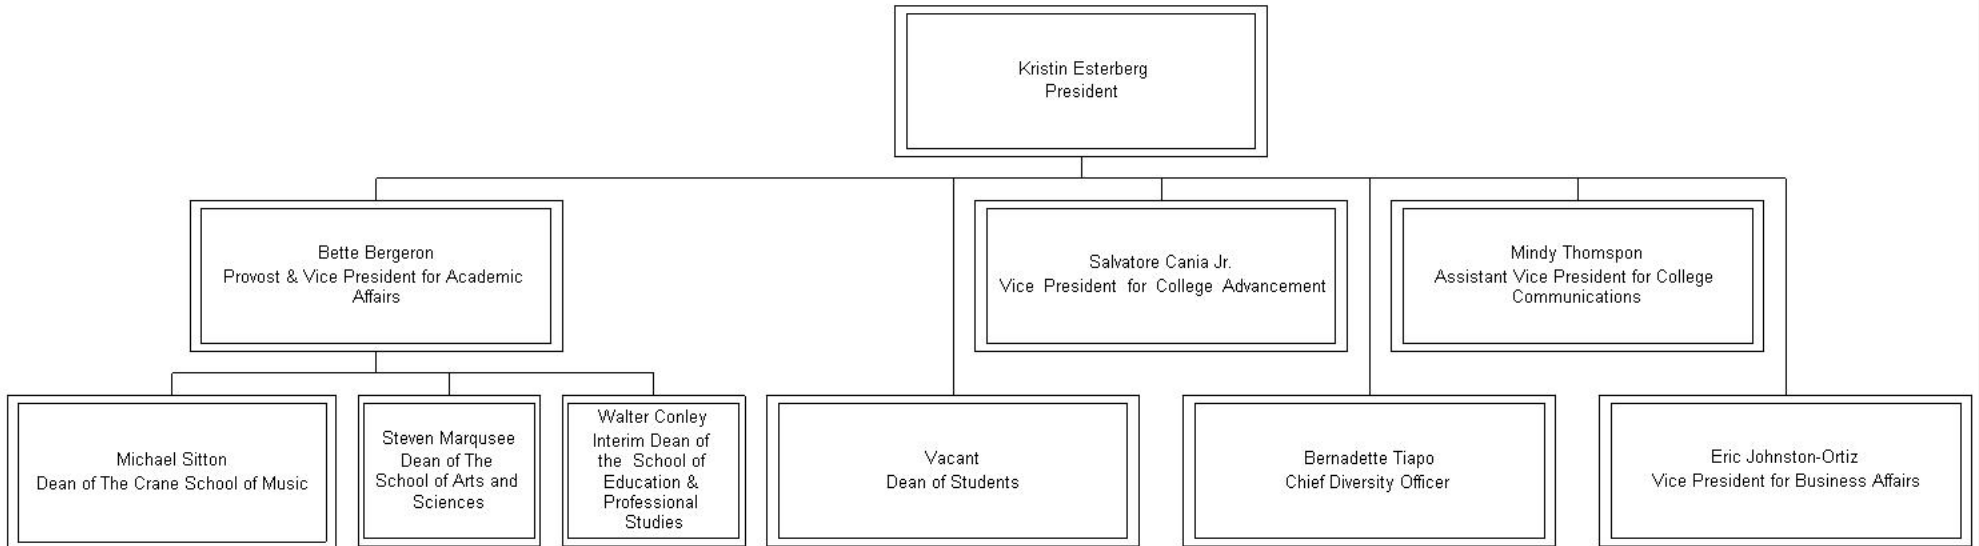 Kristin Esterberg
President
Bette Bergeron
Provost & Vice President for Academic
Affairs
Salvatore Cania Jr.
Vice President for College Advancement
Mindy Thomspon
Assistant Vice President for College
Communications
Michael Sitton
Dean of The Crane School of Music
Steven Marqusee
Dean of The
School of Arts and
Sciences
Walter Conley
Interim Dean of
the School of
Education &
Professional
Studies
Vacant
Dean of Students
Bernadette Tiapo
Chief Diversity Officer
Eric Johnston-Ortiz
Vice President for Business Affairs